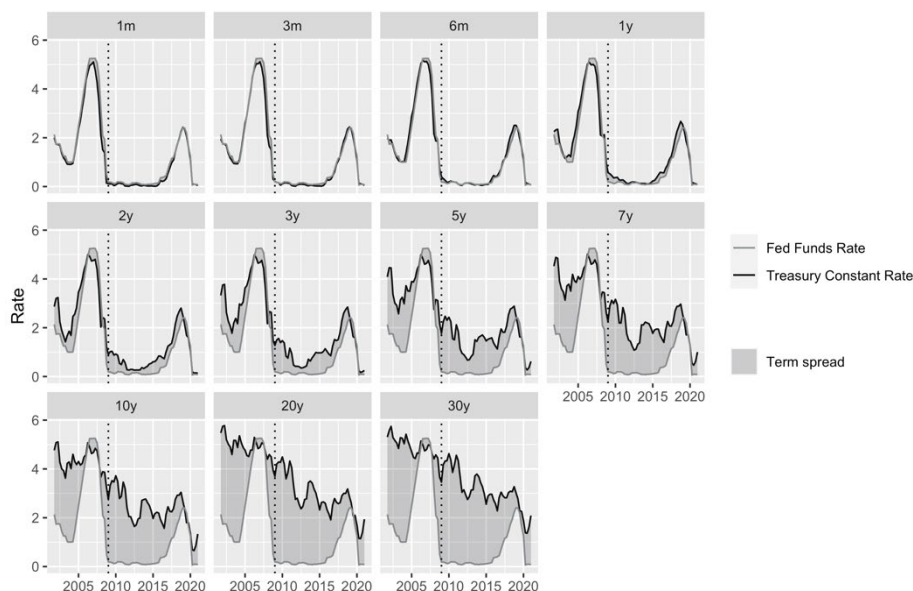 1m 3m 6m 1y
6
4
2
0
2y 3y 5y 7y
6
4
2
0
Rate
Fed Funds Rate
Treasury Constant Rate
Term spread
2005 2010 2015 2020
10y 20y 30y
6
4
2
0
2005 2010 2015 2020 2005 2010 2015 2020 2005 2010 2015 2020